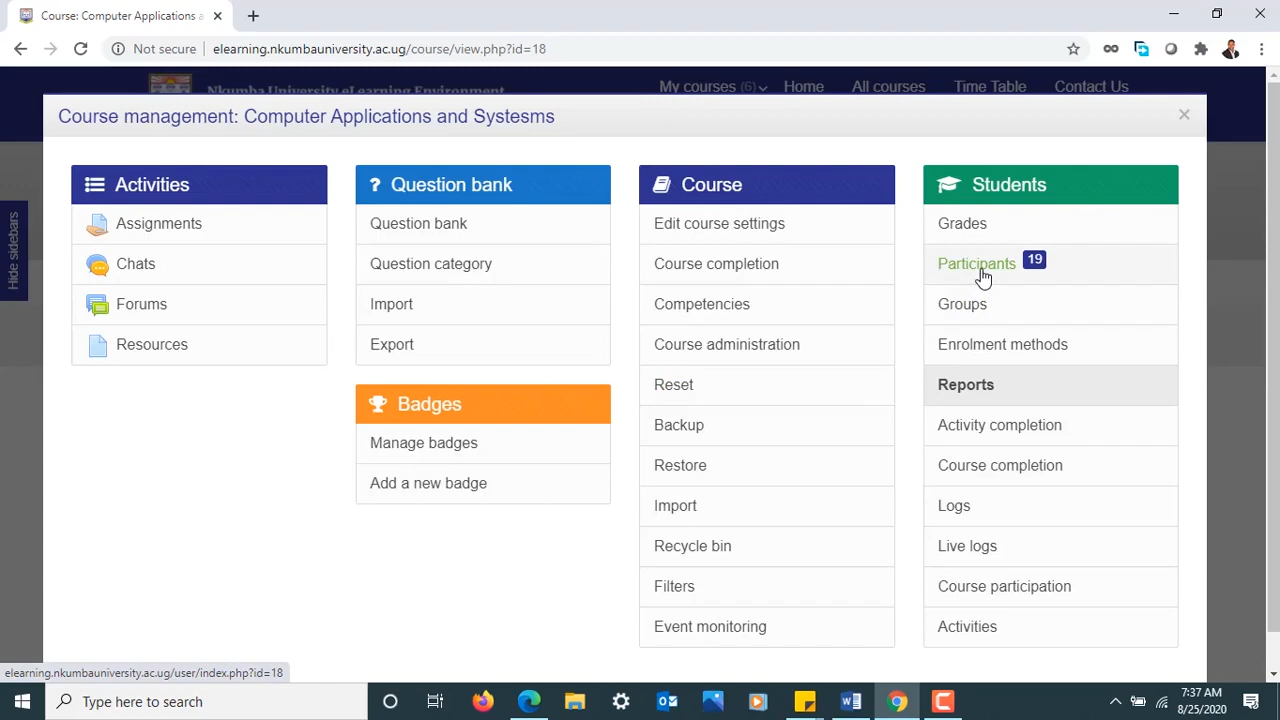 Course: Computer Applications a
Not secure
elearning.nkumbauniversity.ac.ug/course/view.php?id=18
Nkumba University eLearning Environment
My courses (6)
Home
All courses
Time Table
Contact Us
Course management: Computer Applications and Systesms
Hide sidebars
Activities
Assignments
Chats
Forums
Resources
? Question bank
Question bank
Question category
Import
Export
Badges
Manage badges
Add a new badge
Course
Edit course settings
Course completion
Competencies
Course administration
Reset
Backup
Restore
Import
Recycle bin
Filters
Event monitoring
Students
Grades
Participants 19
Groups
Enrolment methods
Reports
Activity completion
Course completion
Logs
Live logs
Course participation
Activities
elearning.nkumbauniversity.ac.ug/user/index.php?id=18
Type here to search
7:37 AM
8/25/2020